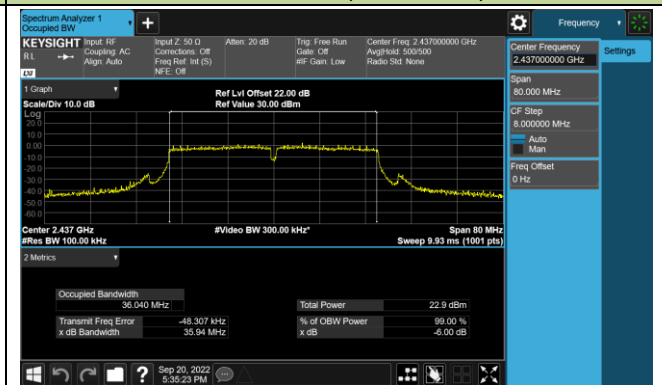 Spectrum Analyzer 1
Occupied BW
Frequency
KEYSIGHT
R L
LXI
Input: RF
Coupling: AC
Align: Auto
Input Z: 50 Ω
Corrections: Off
Freq Ref: Int (S)
NFE: Off
Atten: 20 dB
Trig: Free Run
Gate: Off
#IF Gain: Low
Center Freq: 2.437000000 GHz
Avg|Hold: 500/500
Radio Std: None
Center Frequency
2.437000000 GHz
Settings
Span
80.000 MHz
CF Step
8.000000 MHz
Auto
Man
Freq Offset
0 Hz
1 Graph
Scale/Div 10.0 dB
Ref Lvl Offset 22.00 dB
Ref Value 30.00 dBm
Log
20.0
10.0
0.00
-10.0
-20.0
-30.0
-40.0
-50.0
-60.0
Center 2.437 GHz
#Video BW 300.00 kHz*
Span 80 MHz
#Res BW 100.00 kHz
Sweep 9.93 ms (1001 pts)
2 Metrics
Occupied Bandwidth
36.040 MHz
Total Power
22.9 dBm
Transmit Freq Error
-48.307 kHz
% of OBW Power
99.00 %
x dB Bandwidth
35.94 MHz
x dB
-6.00 dB
Sep 20, 2022
5:35:23 PM